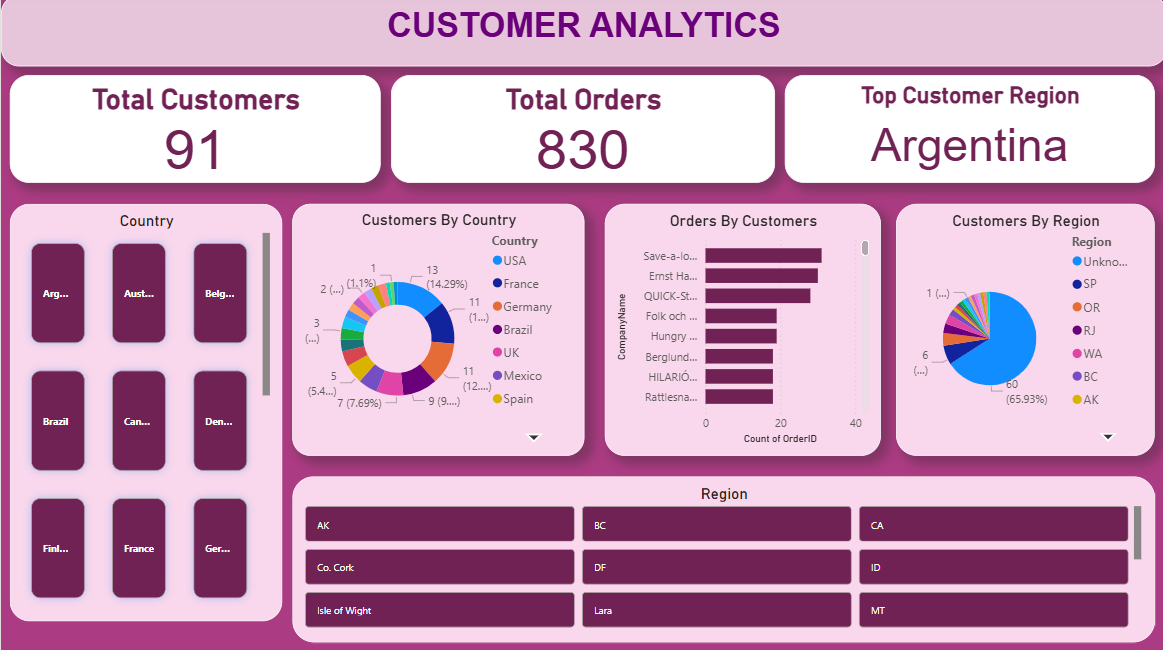 CUSTOMER ANALYTICS
Total Customers
91
Total Orders
830
Top Customer Region
Argentina
Country
Arg...
Aust...
Belg...
Brazil
Can...
Den...
Finl...
France
Ger...
Customers By Country
Country
USA
France
Germany
Brazil
UK
Mexico
Spain
13
(14.29%)
11
(1...)
11
(12....)
9 (9....)
7 (7.69%)
5
(5.4...)
3
(...)
2 (...)
1
(1.1%)
Orders By Customers
CompanyName
Save-a-lo...
Ernst Ha...
QUICK-St...
Folk och ...
Hungry ...
Berglund...
HILARIÓ...
Rattlesna...
0
20
40
Count of OrderID
Customers By Region
Region
Unkno...
SP
OR
RJ
WA
BC
AK
1 (...)
6
(...)
60
(65.93%)
Region
AK
BC
CA
Co. Cork
DF
ID
Isle of Wight
Lara
MT